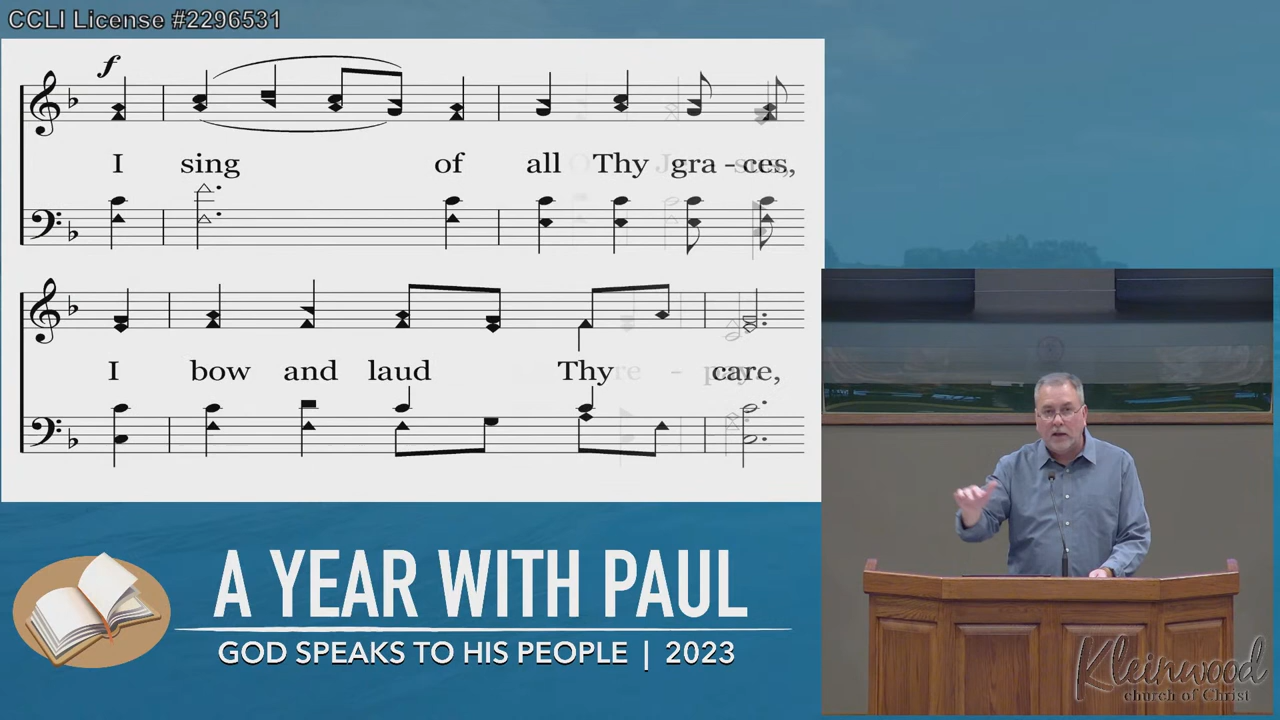 CCLI License #2296531
f
I sing of all Thy gra - ces,
I bow and laud Thy care,
A YEAR WITH PAUL
GOD SPEAKS TO HIS PEOPLE | 2023
Kleinwood
church of Christ